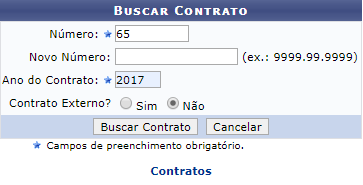 BUSCAR CONTRATO
Número: ★ 65
Novo Número: (ex.: 9999.99.9999)
Ano do Contrato: ★ 2017
Contrato Externo? Sim Não
Buscar Contrato Cancelar
★ Campos de preenchimento obrigatório.
Contratos